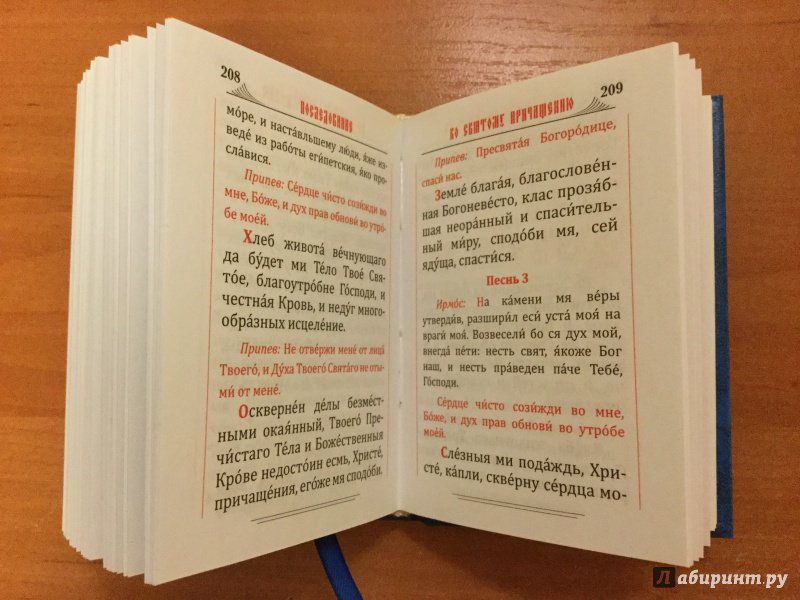 208
ПОСЛЕДОВАНИЕ
мо́ре, и наста́вльшему лю́ди, я́же из-
веде́ из рабо́ты еги́петския, я́ко про-
сла́вися.
Припев: Се́рдце чи́сто сози́жди во
мне, Бо́же, и дух прав обнови́ во утро́-
бе мое́й.
Хлеб живота́ ве́чнующаго
да бу́дет ми Те́ло Твое́ Свя-
то́е, благоутро́бне Го́споди, и
честна́я Кровь, и неду́г много-
обра́зных исцеле́ние.
Припев: Не отве́ржи мене́ от лица́
Твоего́, и Ду́ха Твоего́ Свята́го не оты-
ми́ от мене́.
Оскверне́н де́лы безме́ст-
ными окая́нный, Твоего́ Пре-
чи́стаго Те́ла и Боже́ственныя
Кро́ве недосто́ин есмь, Христе́,
причаще́ния, его́же мя сподо́би.
209
КО СВЯТОМУ ПРИЧАЩЕНИЮ
Припев: Пресвята́я Богоро́дице,
спаси́ нас.
Земле́ блага́я, благослове́н-
ная Богоневе́сто, клас прозя́б-
шая неора́нный и спаси́тель-
ный ми́ру, сподо́би мя, сей
яду́ща, спасти́ся.
Песнь 3
Ирмо́с: На ка́мени мя ве́ры
утверди́в, разшири́л еси́ уста́ моя́ на
враги́ моя́. Возвесели́ бо ся дух мой,
внегда́ пе́ти: несть свят, я́коже Бог
наш, и несть пра́веден па́че Тебе́,
Го́споди.
Се́рдце чи́сто сози́жди во мне,
Бо́же, и дух прав обнови́ во утро́бе
мое́й.
Сле́зныя ми пода́ждь, Хри-
сте́, ка́пли, скве́рну се́рдца мо-
Лабиринт.ру